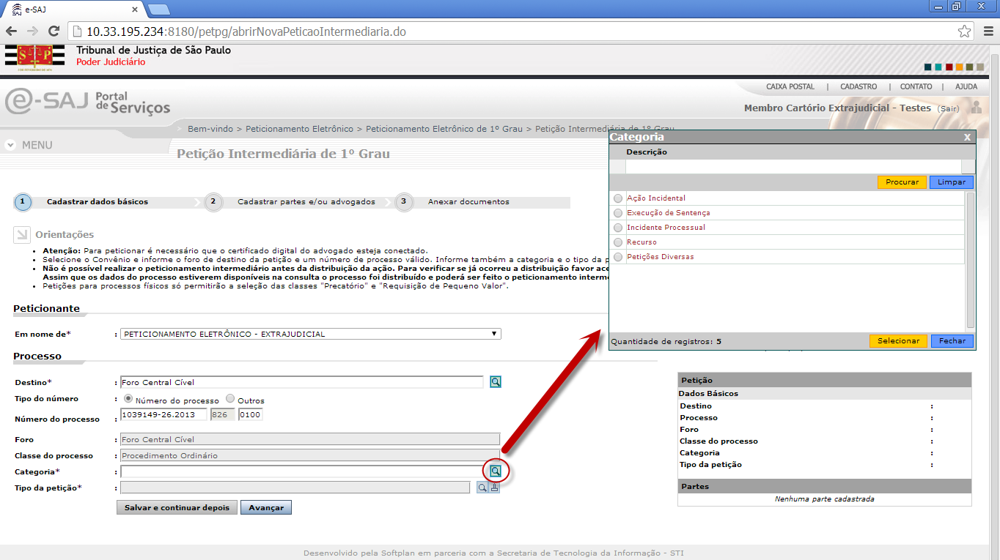 e-SAJ
10.33.195.234:8180/petpg/abrirNovaPeticaoIntermediaria.do
Tribunal de Justiça de São Paulo
Poder Judiciário
CAIXA POSTAL | CADASTRO | CONTATO | AJUDA
e-SAJ Portal de Serviços
Membro Cartório Extrajudicial - Testes (Sair)
> Bem-vindo > Peticionamento Eletrônico > Peticionamento Eletrônico de 1º Grau > Petição Intermediária de 1º Grau
MENU
Petição Intermediária de 1º Grau
1 Cadastrar dados básicos 2 Cadastrar partes e/ou advogados 3 Anexar documentos
Orientações
Atenção: Para peticionar é necessário que o certificado digital do advogado esteja conectado.
Selecione o Convênio e informe o foro de destino da petição e um número de processo válido. Informe também a categoria e o tipo da p
Não é possível realizar o peticionamento intermediário antes da distribuição da ação. Para verificar se já ocorreu a distribuição favor ace
Assim que os dados do processo estiverem disponíveis na consulta o processo foi distribuído e poderá ser feito o peticionamento interm
Petições para processos físicos só permitirão a seleção das classes "Precatório" e "Requisição de Pequeno Valor".
Peticionante
Em nome de* : PETICIONAMENTO ELETRÔNICO - EXTRAJUDICIAL
Processo
Destino* : Foro Central Cível
Tipo do número : Número do processo Outros
Número do processo : 1039149-26.2013 826 0100
Foro : Foro Central Cível
Classe do processo : Procedimento Ordinário
Categoria* :
Tipo da petição* :
Salvar e continuar depois Avançar
Categoria X
Descrição
Procurar Limpar
Ação Incidental
Execução de Sentença
Incidente Processual
Recurso
Petições Diversas
Quantidade de registros: 5 Selecionar Fechar
Petição
Dados Básicos
Destino :
Processo :
Foro :
Classe do processo :
Categoria :
Tipo da petição :
Partes
Nenhuma parte cadastrada
Desenvolvido pela Softplan em parceria com a Secretaria de Tecnologia da Informação - STI